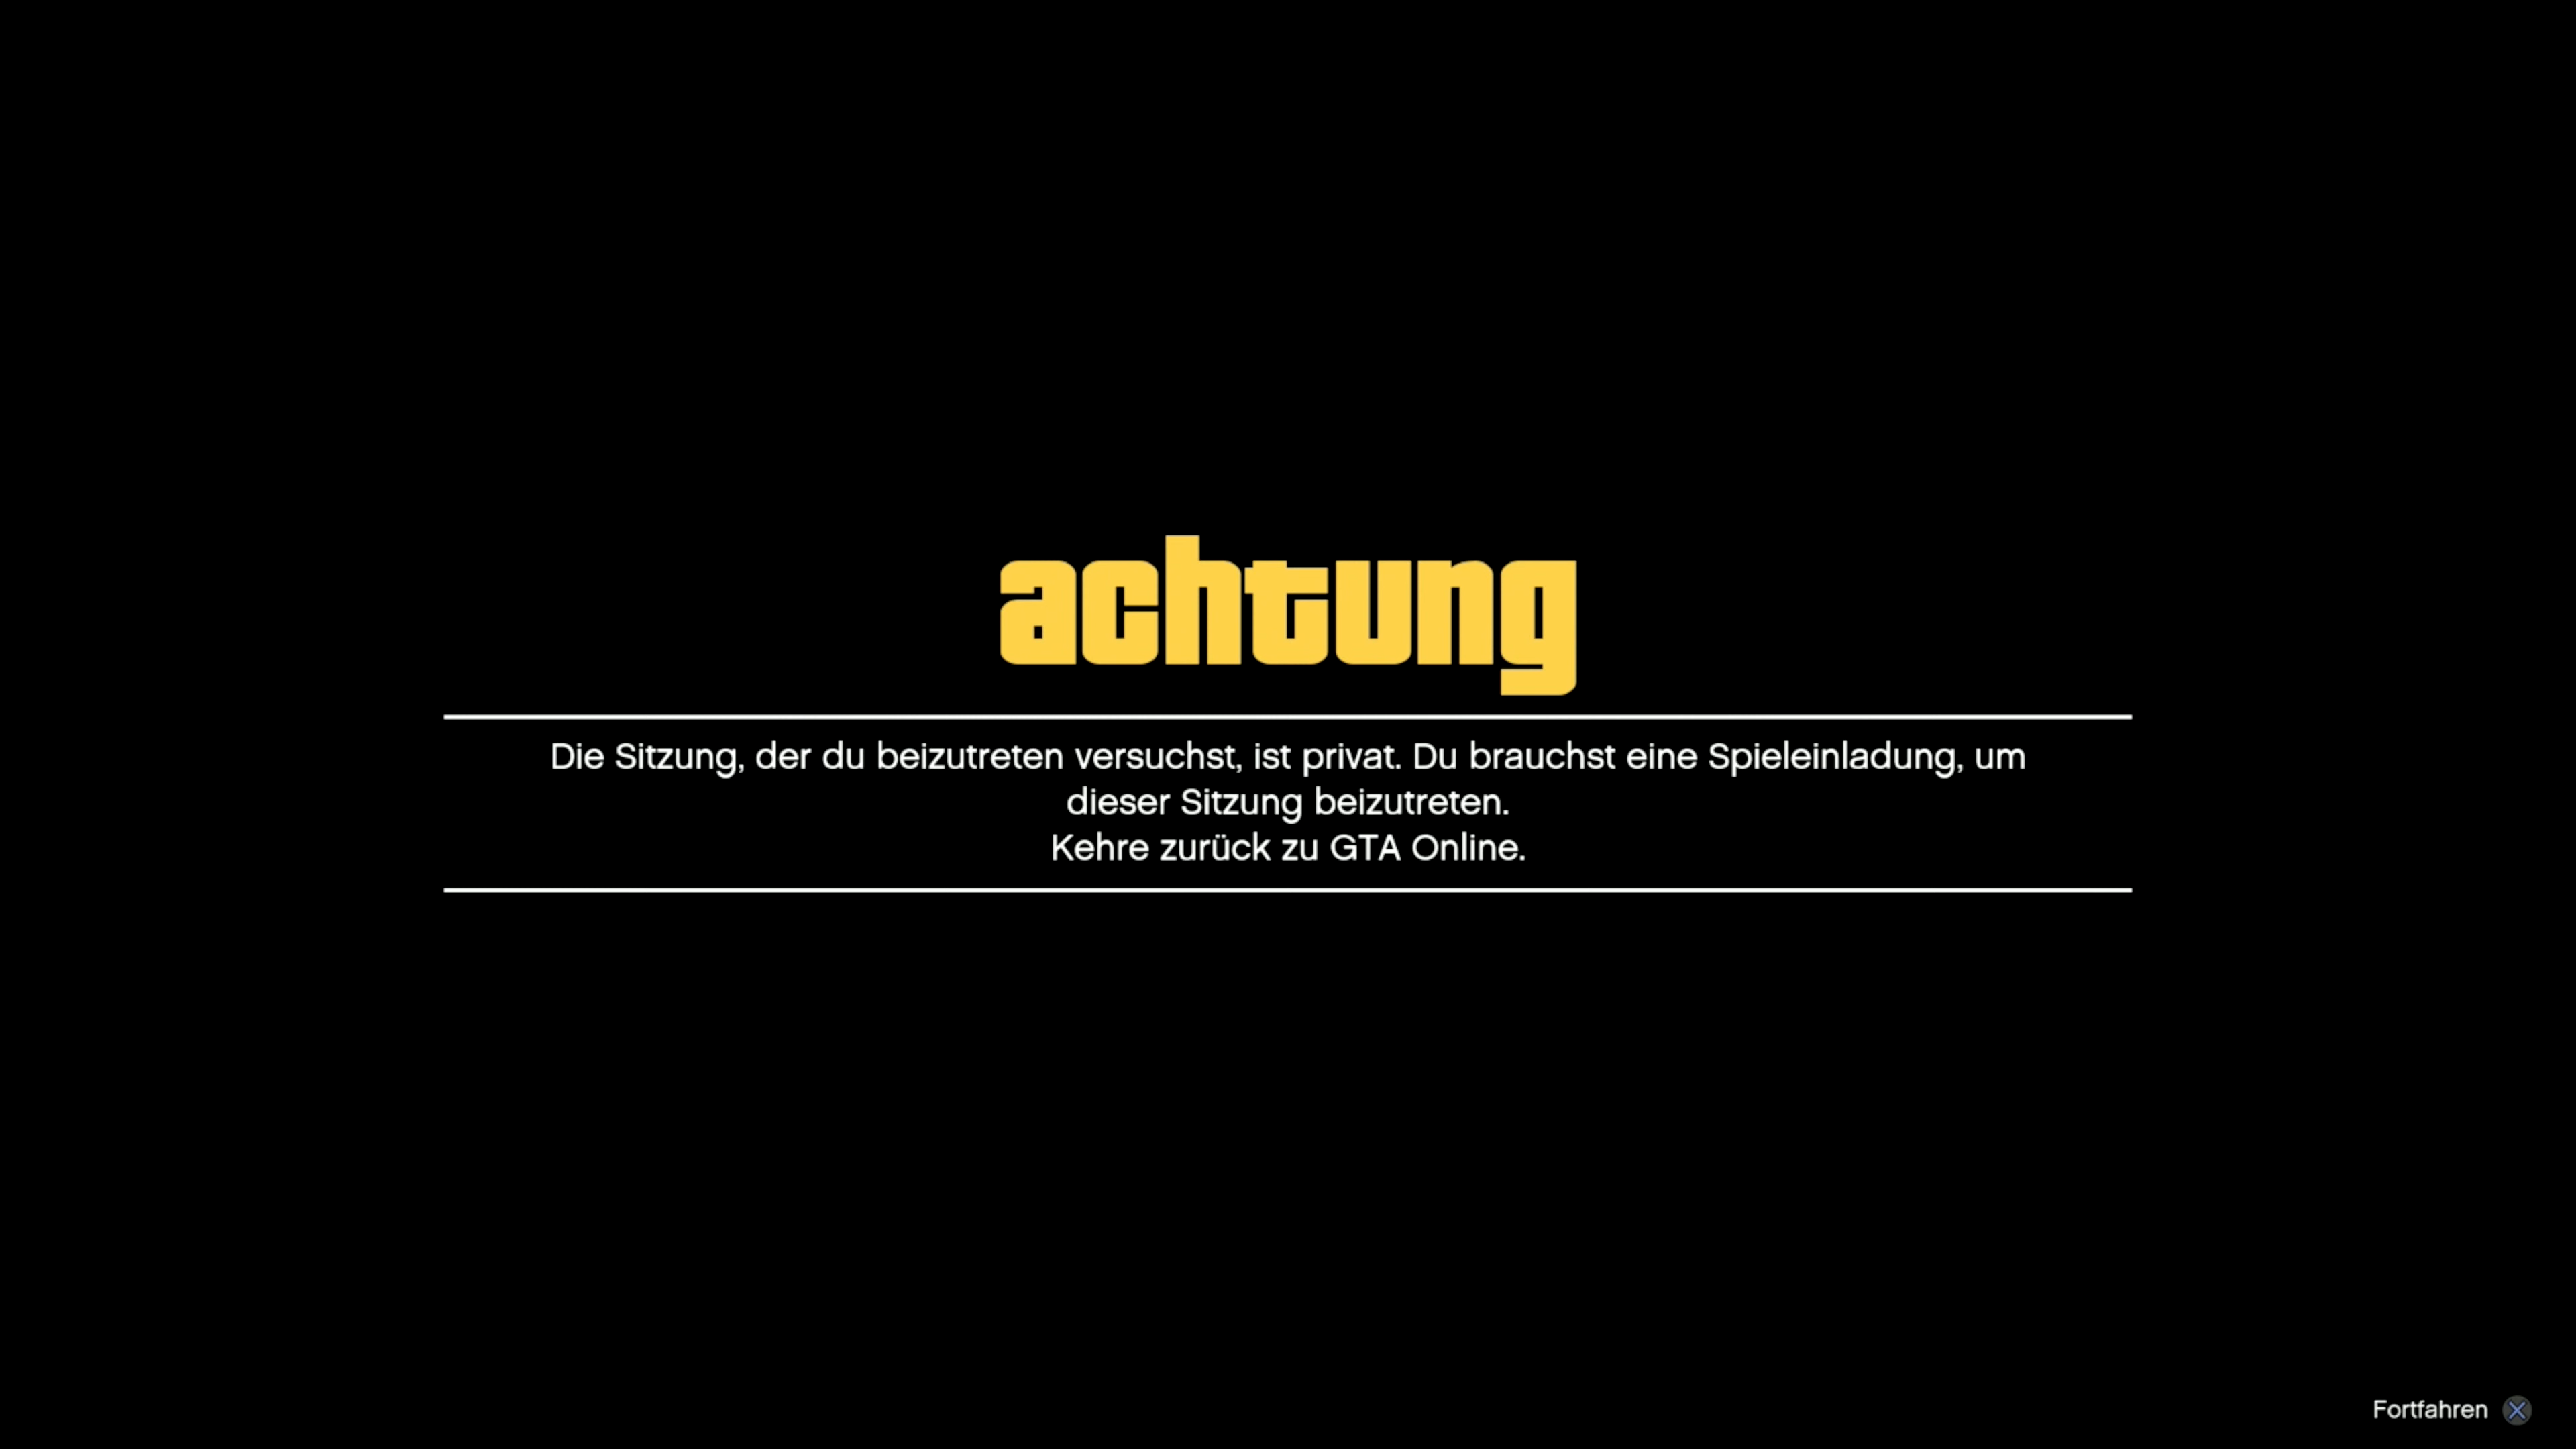 achtung
Die Sitzung, der du beizutreten versuchst, ist privat. Du brauchst eine Spieleinladung, um
dieser Sitzung beizutreten.
Kehre zurück zu GTA Online.
Fortfahren